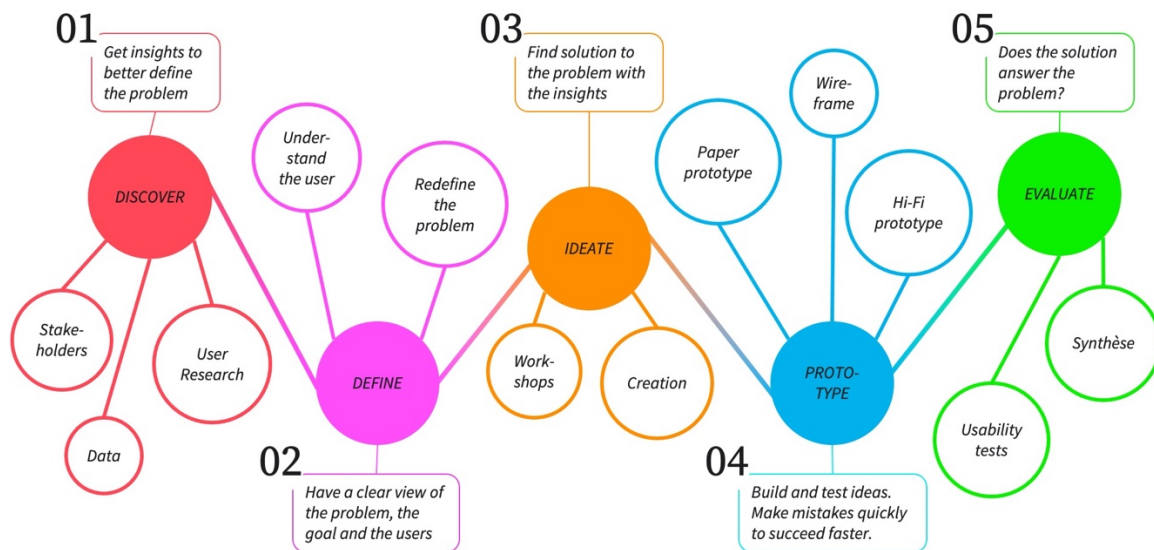 01
Get insights to
better define
the problem
DISCOVER
Stake-
holders
Data
User
Research
02
Have a clear view of
the problem, the
goal and the users
DEFINE
Under-
stand
the user
Redefine
the
problem
03
Find solution to
the problem with
the insights
IDEATE
Work-
shops
Creation
04
Build and test ideas.
Make mistakes quickly
to succeed faster.
PROTO-
TYPE
Paper
prototype
Wire-
frame
Hi-Fi
prototype
05
Does the solution
answer the
problem?
EVALUATE
Usability
tests
Synthèse